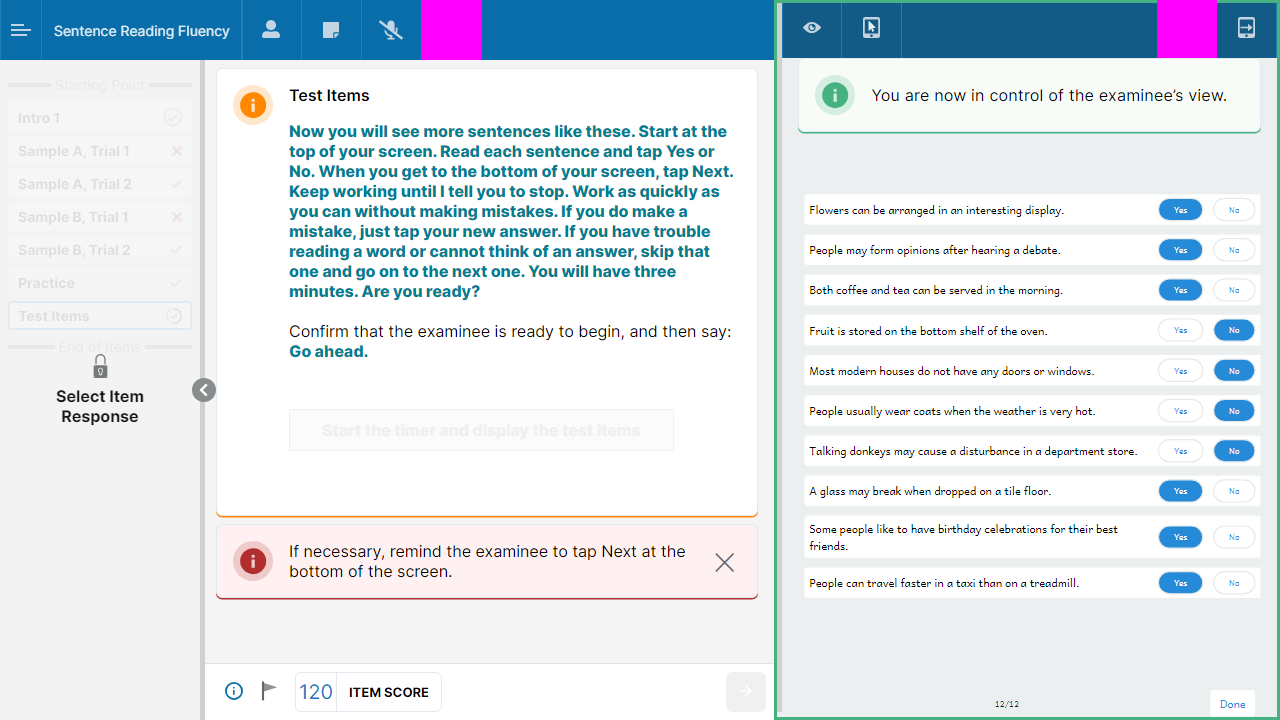 Sentence Reading Fluency
Starting Point
Intro 1
Sample A, Trial 1
Sample A, Trial 2
Sample B, Trial 1
Sample B, Trial 2
Practice
Test Items
End of Items
Select Item
Response
Test Items
Now you will see more sentences like these. Start at the
top of your screen. Read each sentence and tap Yes or
No. When you get to the bottom of your screen, tap Next.
Keep working until I tell you to stop. Work as quickly as
you can without making mistakes. If you do make a
mistake, just tap your new answer. If you have trouble
reading a word or cannot think of an answer, skip that
one and go on to the next one. You will have three
minutes. Are you ready?
Confirm that the examinee is ready to begin, and then say:
Go ahead.
Start the timer and display the test items
If necessary, remind the examinee to tap Next at the
bottom of the screen.
120 ITEM SCORE
You are now in control of the examinee's view.
Flowers can be arranged in an interesting display. Yes No
People may form opinions after hearing a debate. Yes No
Both coffee and tea can be served in the morning. Yes No
Fruit is stored on the bottom shelf of the oven. Yes No
Most modern houses do not have any doors or windows. Yes No
People usually wear coats when the weather is very hot. Yes No
Talking donkeys may cause a disturbance in a department store. Yes No
A glass may break when dropped on a tile floor. Yes No
Some people like to have birthday celebrations for their best
friends. Yes No
People can travel faster in a taxi than on a treadmill. Yes No
12/12
Done